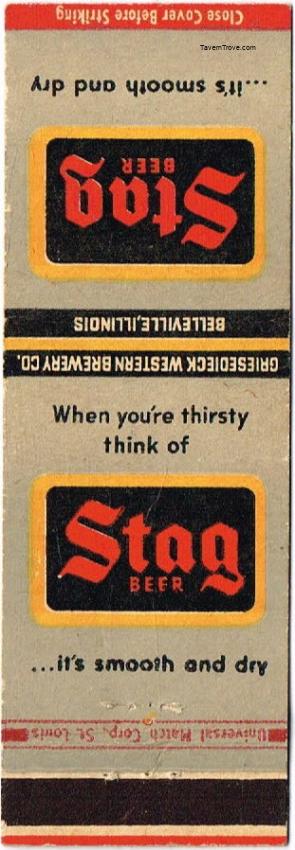 Close Cover Before Striking
TavernTrove.com
...it's smooth and dry
Stag
BEER
BELLEVILLE, ILLINOIS
GRIESEDIECK WESTERN BREWERY CO.
When you're thirsty
think of
Stag
BEER
...it's smooth and dry
Universal Match Corp., St. Louis